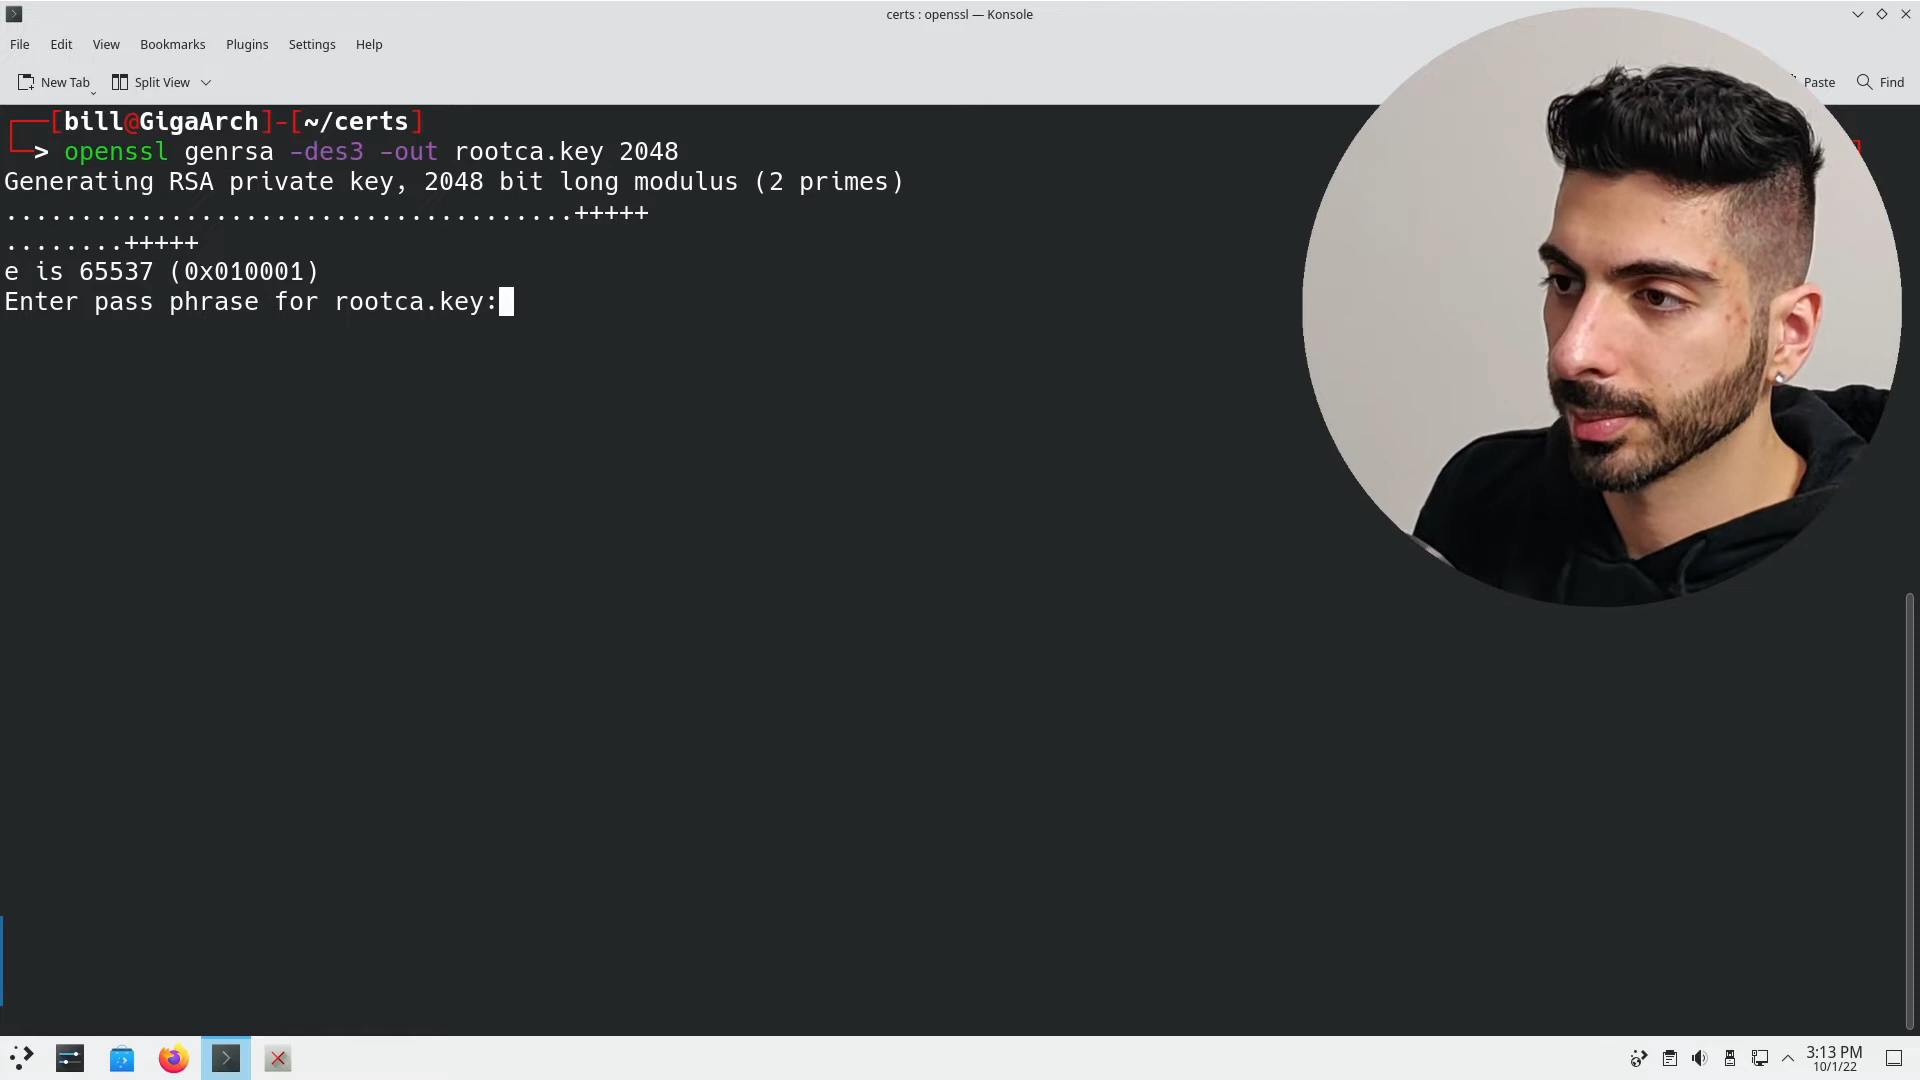 certs : openssl — Konsole
File Edit View Bookmarks Plugins Settings Help
New Tab Split View Paste Find
[bill@GigaArch]-[~/certs]
> openssl genrsa -des3 -out rootca.key 2048
Generating RSA private key, 2048 bit long modulus (2 primes)
......................................+++++
........+++++
e is 65537 (0x010001)
Enter pass phrase for rootca.key:
3:13 PM
10/1/22